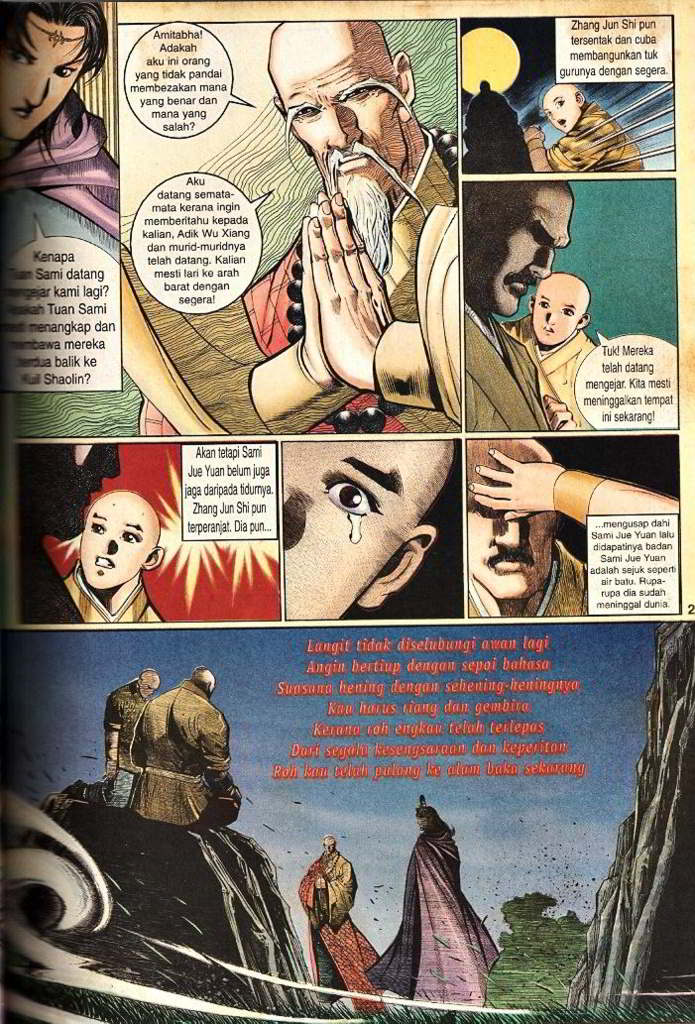 Kenapa
Tuan Sami datang
mengejar kami lagi?
Tuan Sami
mesti menangkap dan
membawa mereka
berdua balik ke
Kuil Shaolin?
Amitabha!
Adakah
aku ini orang
yang tidak pandai
membezakan mana
yang benar dan
mana yang
salah?
Aku
datang semata-
mata kerana ingin
memberitahu kepada
kalian, Adik Wu Xiang
dan murid-muridnya
telah datang. Kalian
mesti lari ke arah
barat dengan
segera!
Zhang Jun Shi pun
tersentak dan cuba
membangunkan tuk
gurunya dengan segera.
Tuk! Mereka
telah datang
mengejar. Kita mesti
meninggalkan tempat
ini sekarang!
Akan tetapi Sami
Jue Yuan belum juga
jaga daripada tidurnya.
Zhang Jun Shi pun
terperanjat. Dia pun...
...mengusap dahi
Sami Jue Yuan lalu
didapatinya badan
Sami Jue Yuan
adalah sejuk seperti
air batu. Rupa-
rupa dia sudah
meninggal dunia.
2
Langit tidak diselubungi awan lagi
Angin bertiup dengan sepoi bahasa
Suasana hening dengan sehening-heningnya
Kau harus riang dan gembira
Kerana roh engkau telah terlepas
Dari segala kesengsaraan dan keperitan
Roh kau telah pulang ke alam baka sekarang